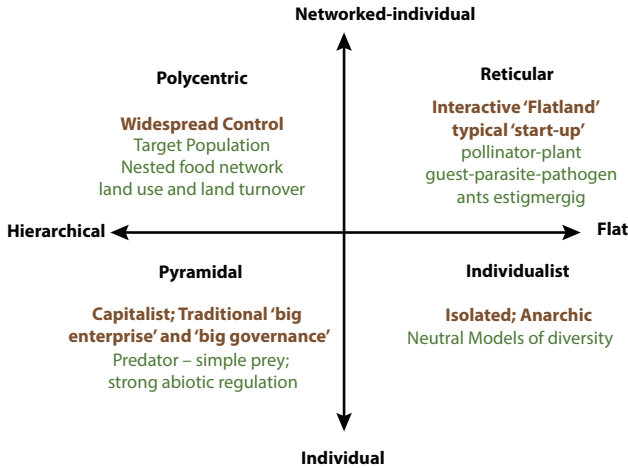 Networked-individual
Polycentric
Widespread Control
Target Population
Nested food network
land use and land turnover
Reticular
Interactive ‘Flatland’
typical ‘start-up’
pollinator-plant
guest-parasite-pathogen
ants estigmergig
Hierarchical
Flat
Pyramidal
Capitalist; Traditional ‘big
enterprise’ and ‘big governance’
Predator – simple prey;
strong abiotic regulation
Individualist
Isolated; Anarchic
Neutral Models of diversity
Individual